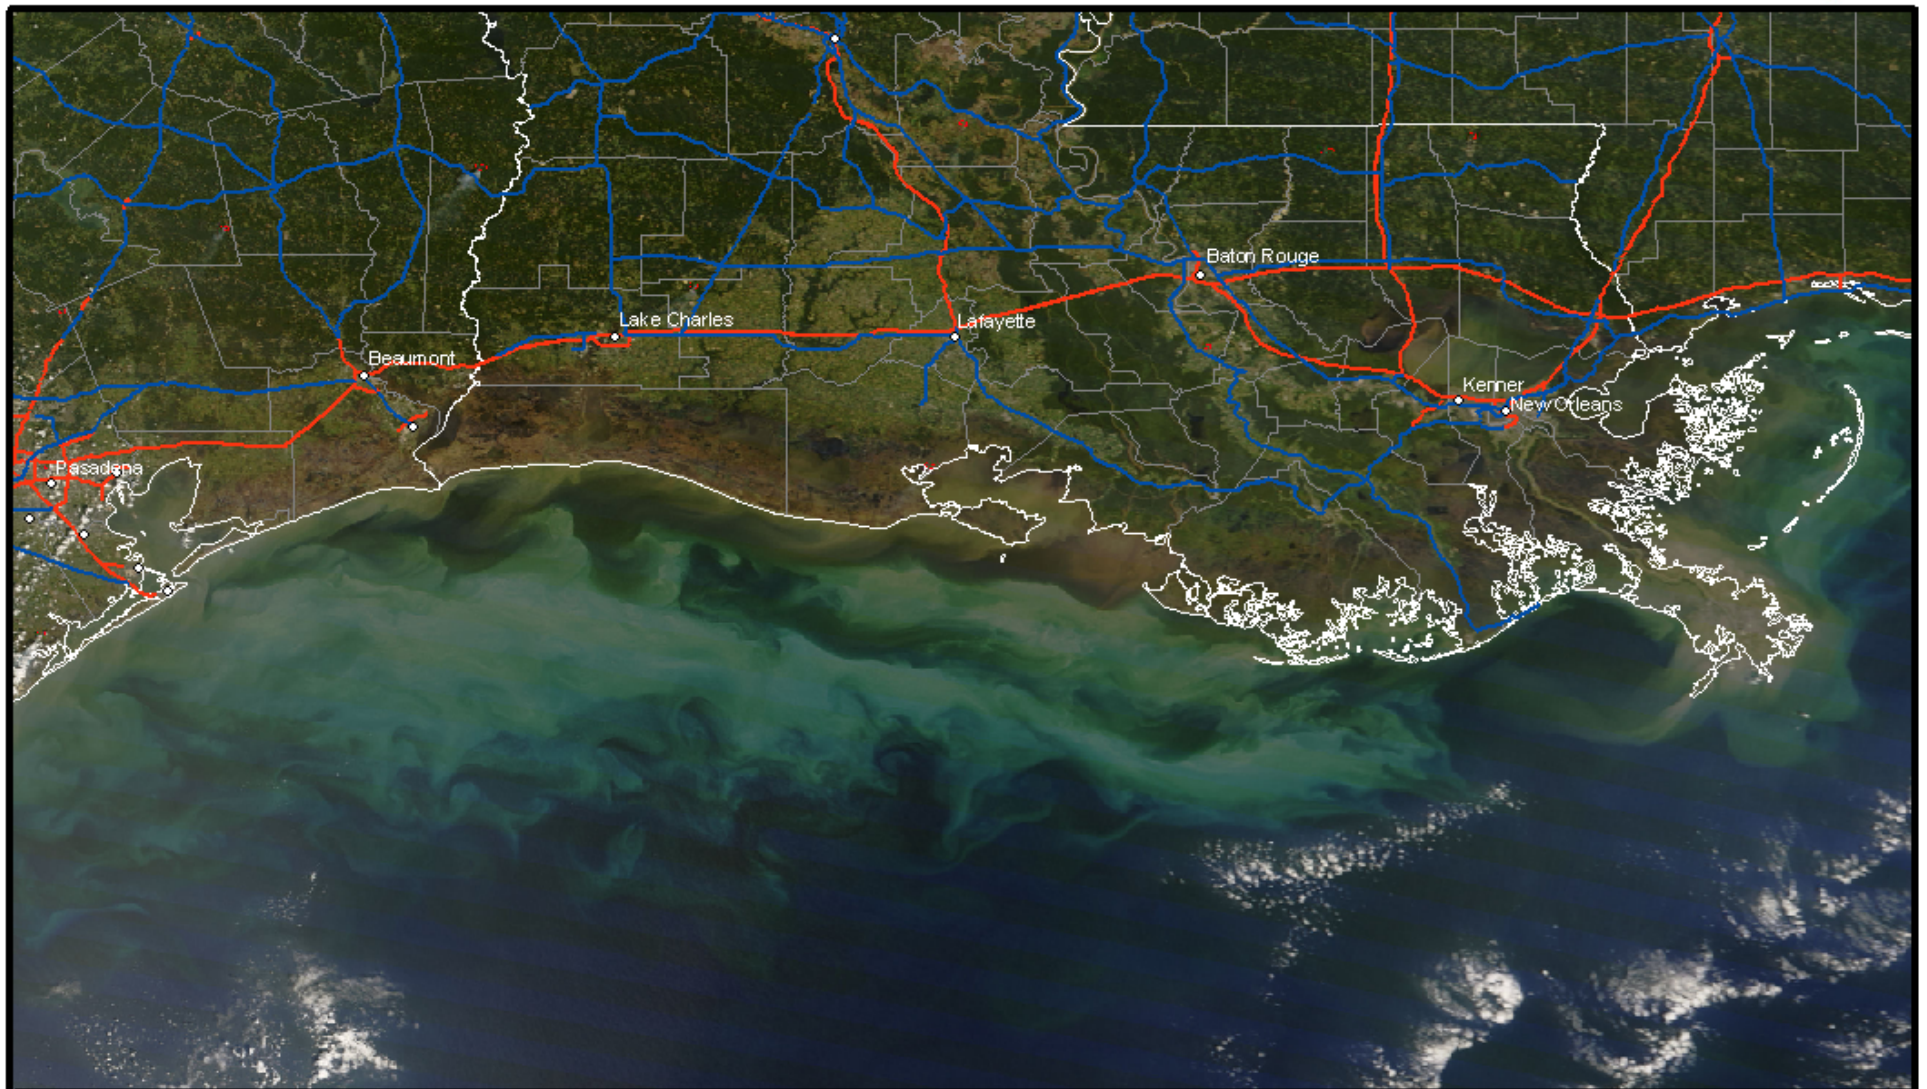 Baton Rouge
Lake Charles
Lafayette
Beaumont
Kenner
New Orleans
Pasadena